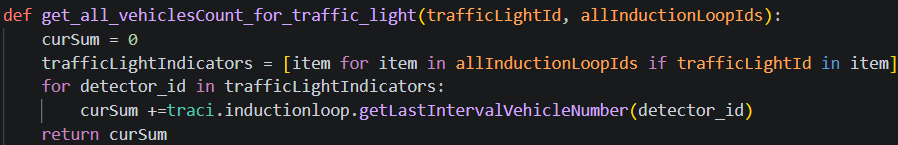 def get_all_vehiclesCount_for_traffic_light(trafficLightId, allInductionLoopIds):
    curSum = 0
    trafficLightIndicators = [item for item in allInductionLoopIds if trafficLightId in item]
    for detector_id in trafficLightIndicators:
        curSum +=traci.inductionloop.getLastIntervalVehicleNumber(detector_id)
    return curSum